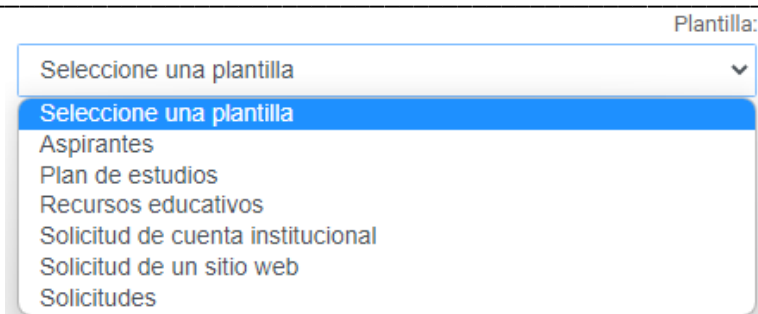 Plantilla:
Seleccione una plantilla
Seleccione una plantilla
Aspirantes
Plan de estudios
Recursos educativos
Solicitud de cuenta institucional
Solicitud de un sitio web
Solicitudes